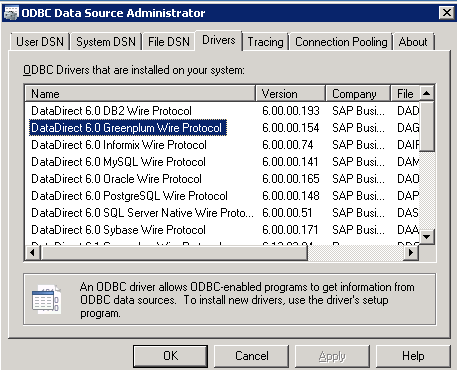 ODBC Data Source Administrator
User DSN System DSN File DSN Drivers Tracing Connection Pooling About
ODBC Drivers that are installed on your system:
Name Version Company File
DataDirect 6.0 DB2 Wire Protocol 6.00.00.193 SAP Busi... DAD
DataDirect 6.0 Greenplum Wire Protocol 6.00.00.154 SAP Busi... DAG
DataDirect 6.0 Informix Wire Protocol 6.00.00.74 SAP Busi... DAIF
DataDirect 6.0 MySQL Wire Protocol 6.00.00.141 SAP Busi... DAM
DataDirect 6.0 Oracle Wire Protocol 6.00.00.165 SAP Busi... DAO
DataDirect 6.0 PostgreSQL Wire Protocol 6.00.00.148 SAP Busi... DAP
DataDirect 6.0 SQL Server Native Wire Proto... 6.00.00.51 SAP Busi... DAS
DataDirect 6.0 Sybase Wire Protocol 6.00.00.171 SAP Busi... DAA
An ODBC driver allows ODBC-enabled programs to get information from
ODBC data sources. To install new drivers, use the driver's setup
program.
OK Cancel Apply Help